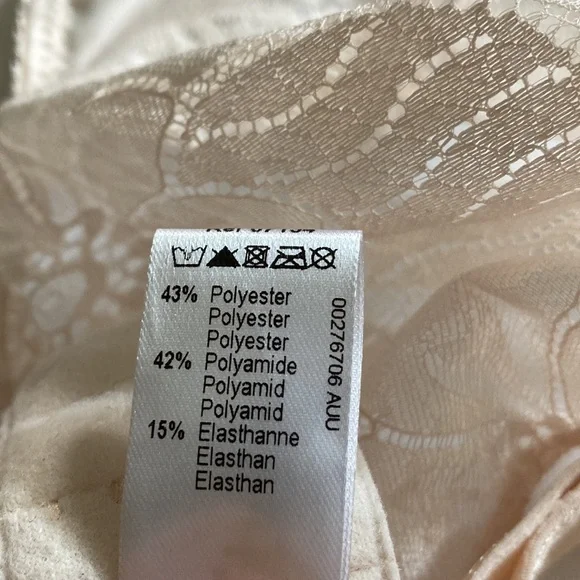 43% Polyester
Polyester
Polyester
42% Polyamide
Polyamid
Polyamid
15% Elasthanne
Elasthan
Elasthan
00276706 AUU